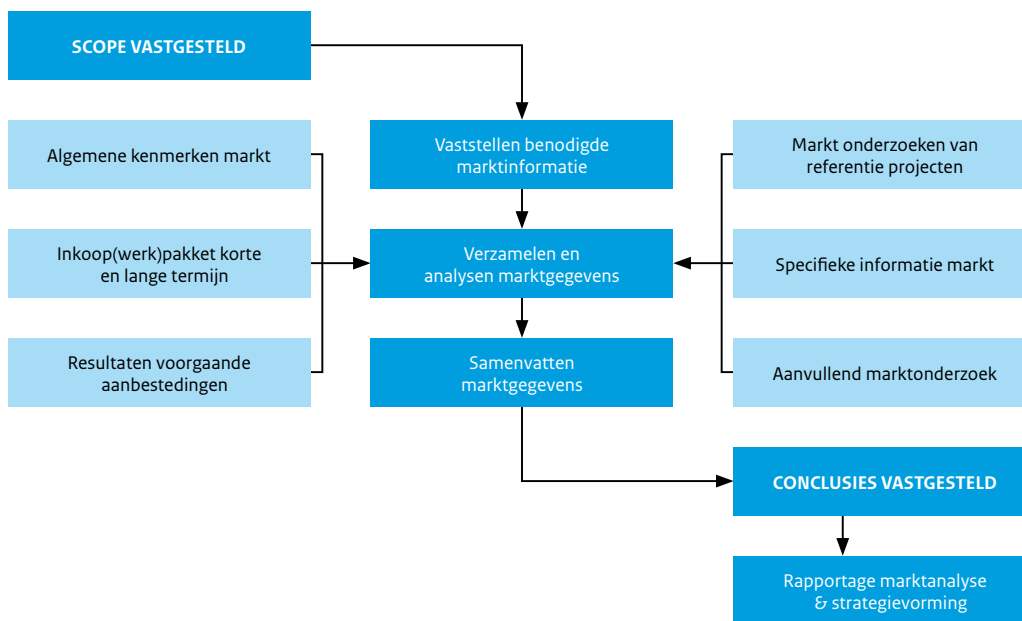 SCOPE VASTGESTELD
Algemene kenmerken markt
Inkoop(werk)pakket korte
en lange termijn
Resultaten voorgaande
aanbestedingen
Vaststellen benodigde
marktinformatie
Verzamelen en
analysen marktgegevens
Samenvatten
marktgegevens
Markt onderzoeken van
referentie projecten
Specifieke informatie markt
Aanvullend marktonderzoek
CONCLUSIES VASTGESTELD
Rapportage marktanalyse
& strategievorming